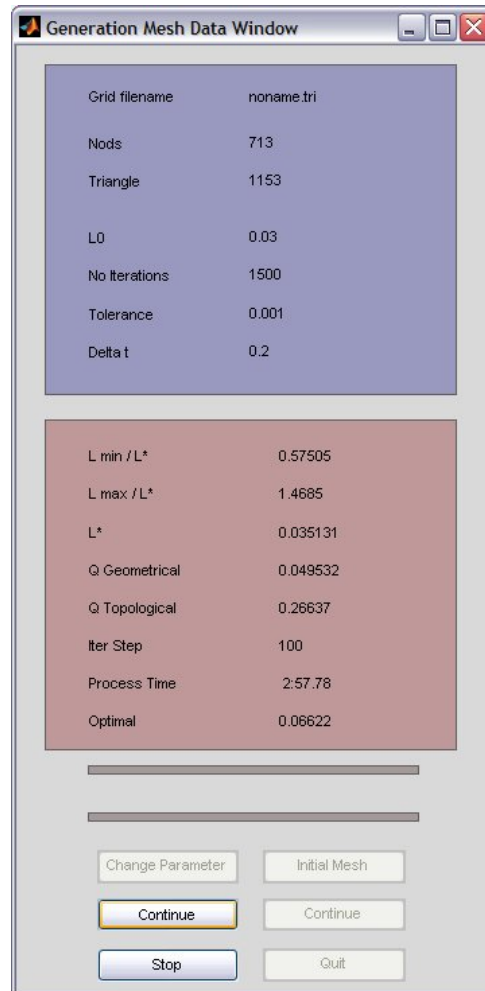 Generation Mesh Data Window
Grid filename noname.tri
Nods 713
Triangle 1153
L0 0.03
No Iterations 1500
Tolerance 0.001
Delta t 0.2
L min / L* 0.57505
L max / L* 1.4685
L* 0.035131
Q Geometrical 0.049532
Q Topological 0.26637
Iter Step 100
Process Time 2:57.78
Optimal 0.06622
Change Parameter Initial Mesh
Continue Continue
Stop Quit